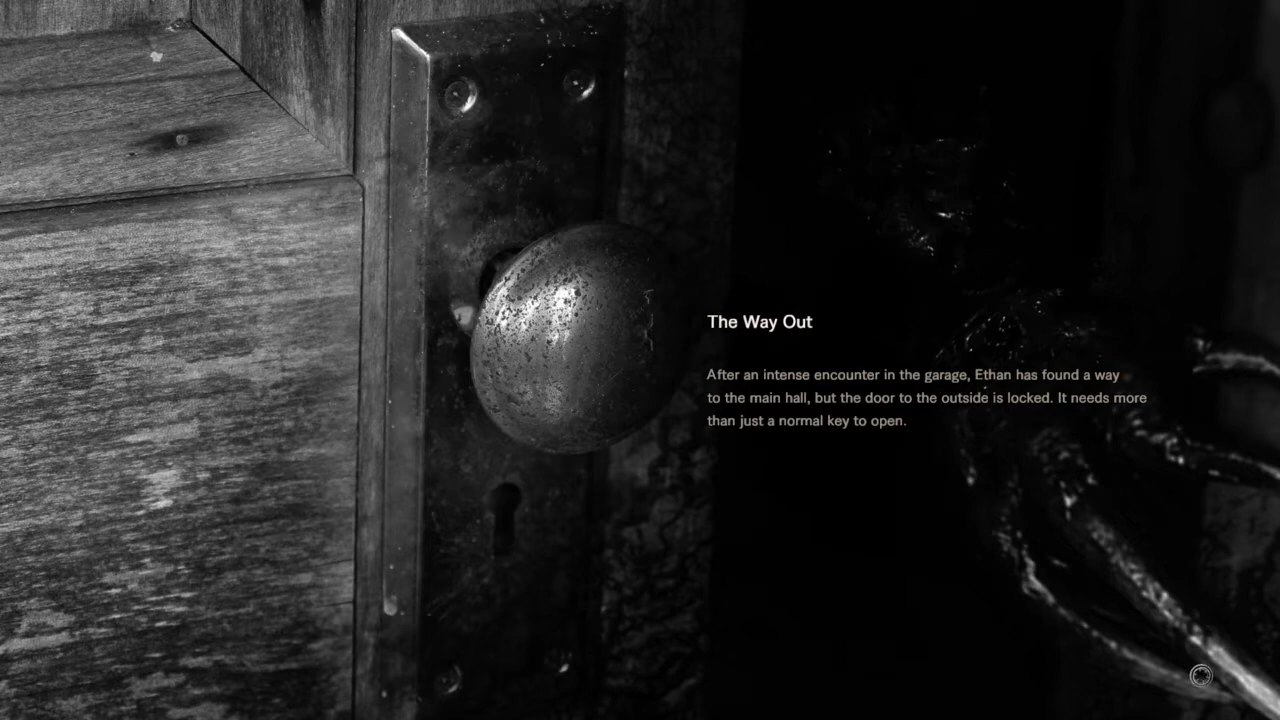 The Way Out
After an intense encounter in the garage, Ethan has found a way
to the main hall, but the door to the outside is locked. It needs more
than just a normal key to open.